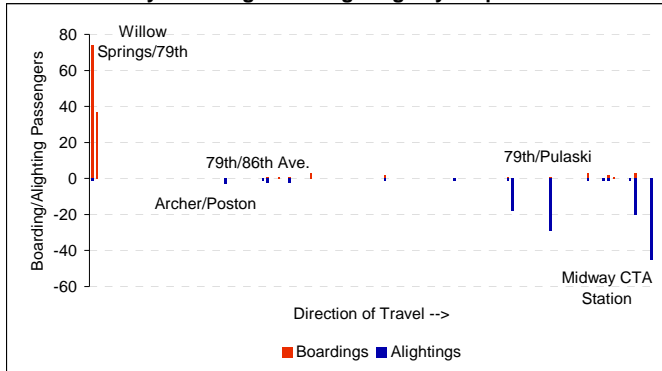 Willow
Springs/79th
80
60
40
20
0
-20
-40
-60
Boarding/Alighting Passengers
79th/86th Ave.
79th/Pulaski
Archer/Poston
Midway CTA
Station
Direction of Travel -->
Boardings
Alightings